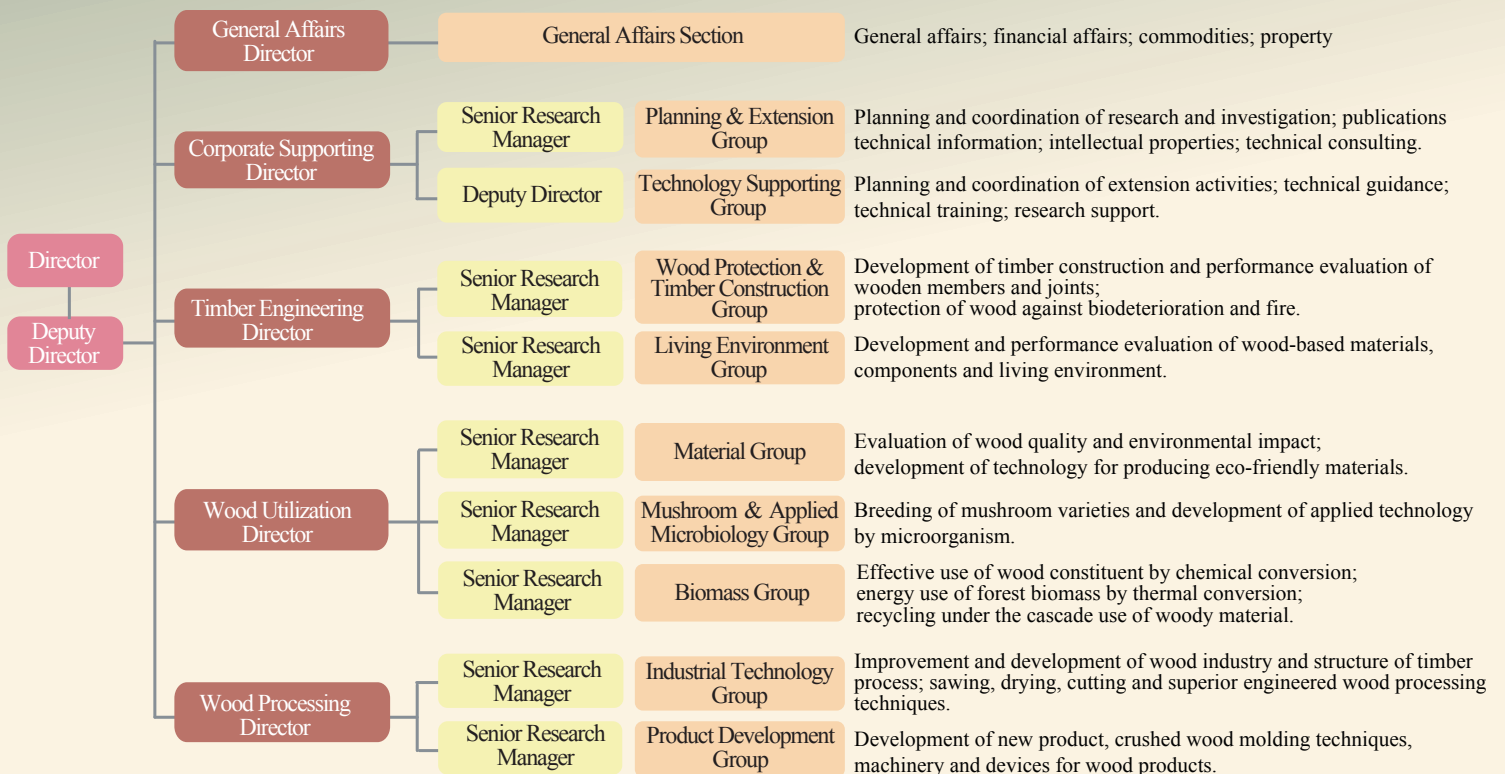 General Affairs
Director
General Affairs Section
General affairs; financial affairs; commodities; property
Corporate Supporting
Director
Senior Research
Manager
Planning & Extension
Group
Planning and coordination of research and investigation; publications
technical information; intellectual properties; technical consulting.
Deputy Director
Technology Supporting
Group
Planning and coordination of extension activities; technical guidance;
technical training; research support.
Director
Deputy
Director
Timber Engineering
Director
Senior Research
Manager
Wood Protection &
Timber Construction
Group
Development of timber construction and performance evaluation of
wooden members and joints;
protection of wood against biodeterioration and fire.
Senior Research
Manager
Living Environment
Group
Development and performance evaluation of wood-based materials,
components and living environment.
Wood Utilization
Director
Senior Research
Manager
Material Group
Evaluation of wood quality and environmental impact;
development of technology for producing eco-friendly materials.
Senior Research
Manager
Mushroom & Applied
Microbiology Group
Breeding of mushroom varieties and development of applied technology
by microorganism.
Senior Research
Manager
Biomass Group
Effective use of wood constituent by chemical conversion;
energy use of forest biomass by thermal conversion;
recycling under the cascade use of woody material.
Wood Processing
Director
Senior Research
Manager
Industrial Technology
Group
Improvement and development of wood industry and structure of timber
process; sawing, drying, cutting and superior engineered wood processing
techniques.
Senior Research
Manager
Product Development
Group
Development of new product, crushed wood molding techniques,
machinery and devices for wood products.